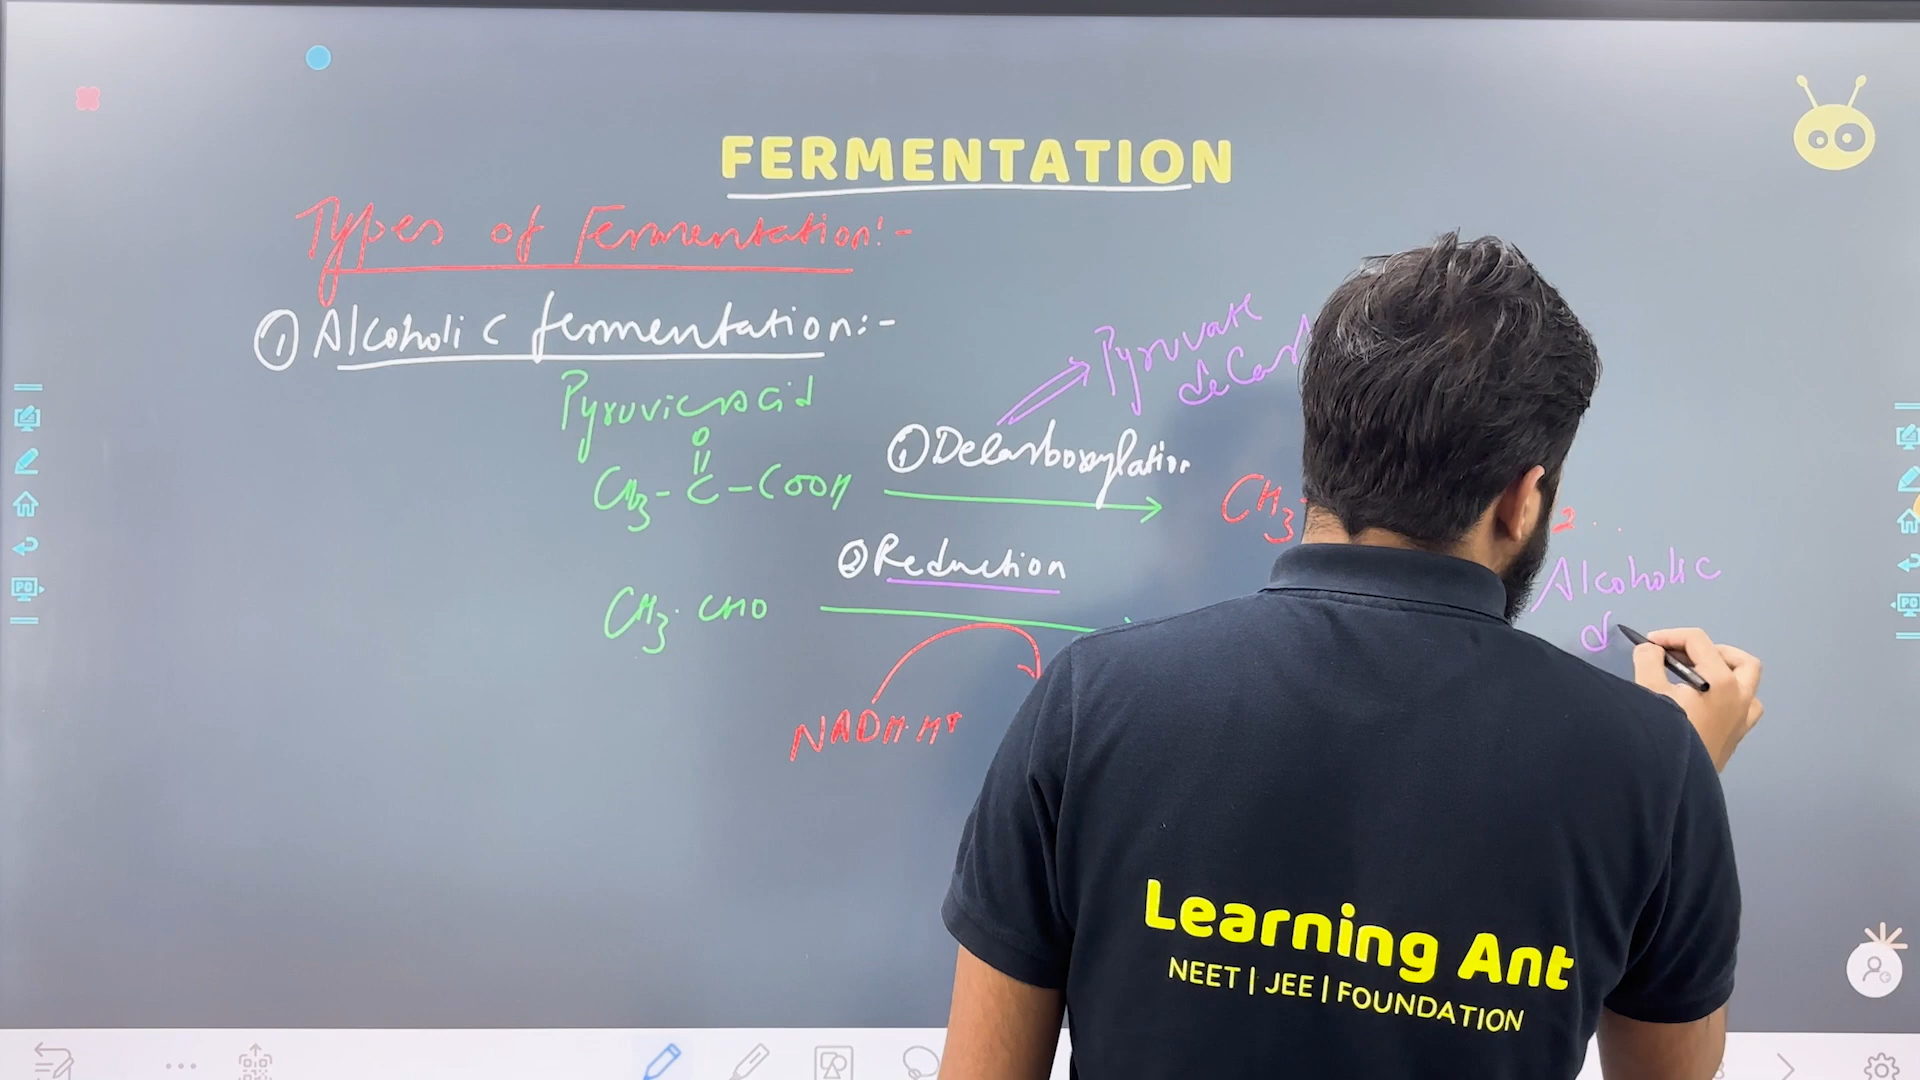 FERMENTATION
Types of Fermentation:-
① Alcoholic fermentation:-
Pyruvate
Pyruvic acid
O
① Decarboxylation
CH3-C-COOH
CH3
② Reduction
Alcoholic
CH3·CHO
d
NADH·H+
Learning Ant
NEET | JEE | FOUNDATION